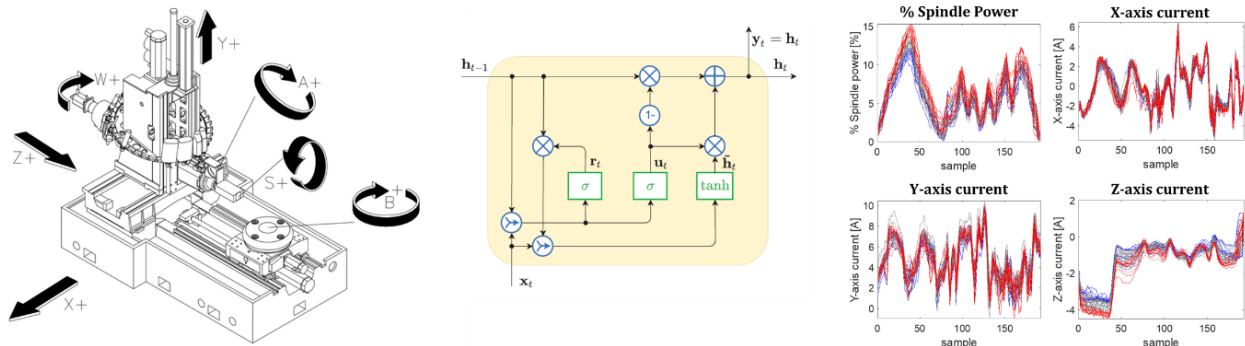 Y+
W+
A+
Z+
S+
B+
X+
y_t = h_t
h_{t-1}
h_t
1-
r_t
u_t
h̃_t
σ
σ
tanh
x_t
% Spindle Power
% Spindle power [%]
15
10
5
0
0 50 100 150
sample
X-axis current
X-axis current [A]
6
4
2
0
-2
-4
0 50 100 150
sample
Y-axis current
Y-axis current [A]
10
8
6
4
2
0
0 50 100 150
sample
Z-axis current
Z-axis current [A]
2
0
-2
-4
0 50 100 150
sample